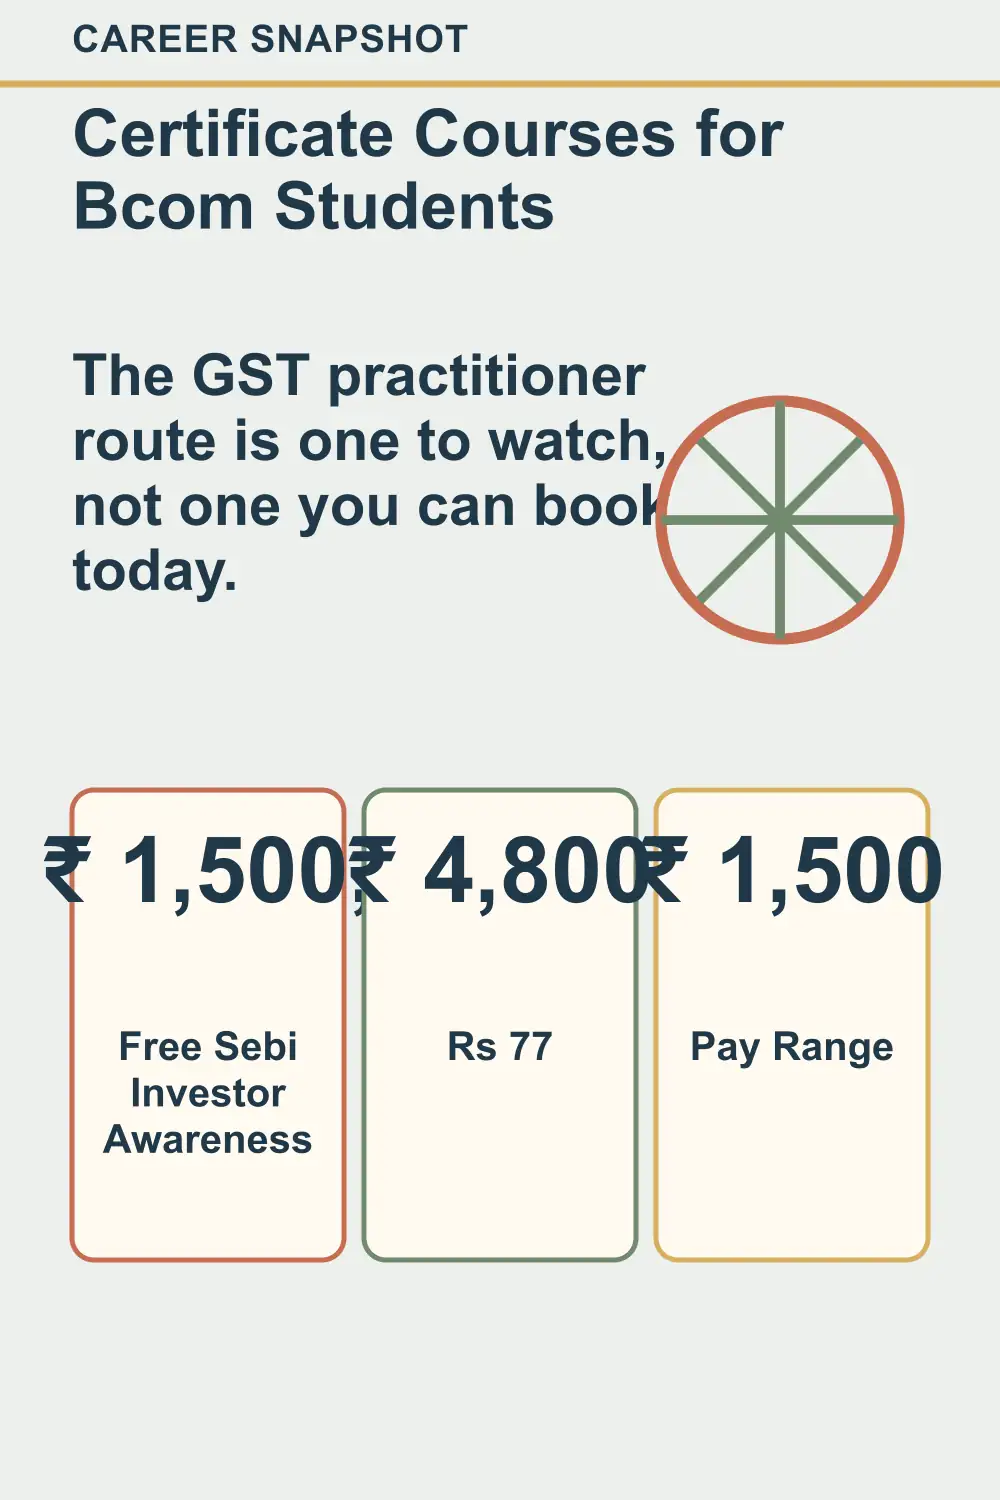 CAREER SNAPSHOT
Certificate Courses for
Bcom Students
The GST practitioner
route is one to watch,
not one you can book
today.
₹ 1,500, ₹ 4,800 ₹ 1,500
Free Sebi
Investor
Awareness
Rs 77
Pay Range